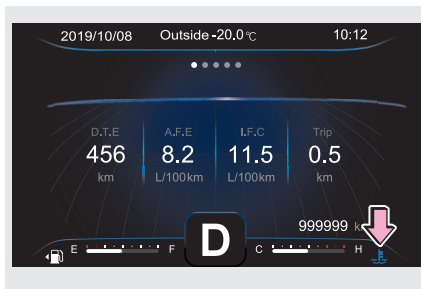 2019/10/08 Outside -20.0 °C 10:12
D.T.E A.F.E I.F.C Trip
456 8.2 11.5 0.5
km L/100km L/100km km
999999
E F D C H